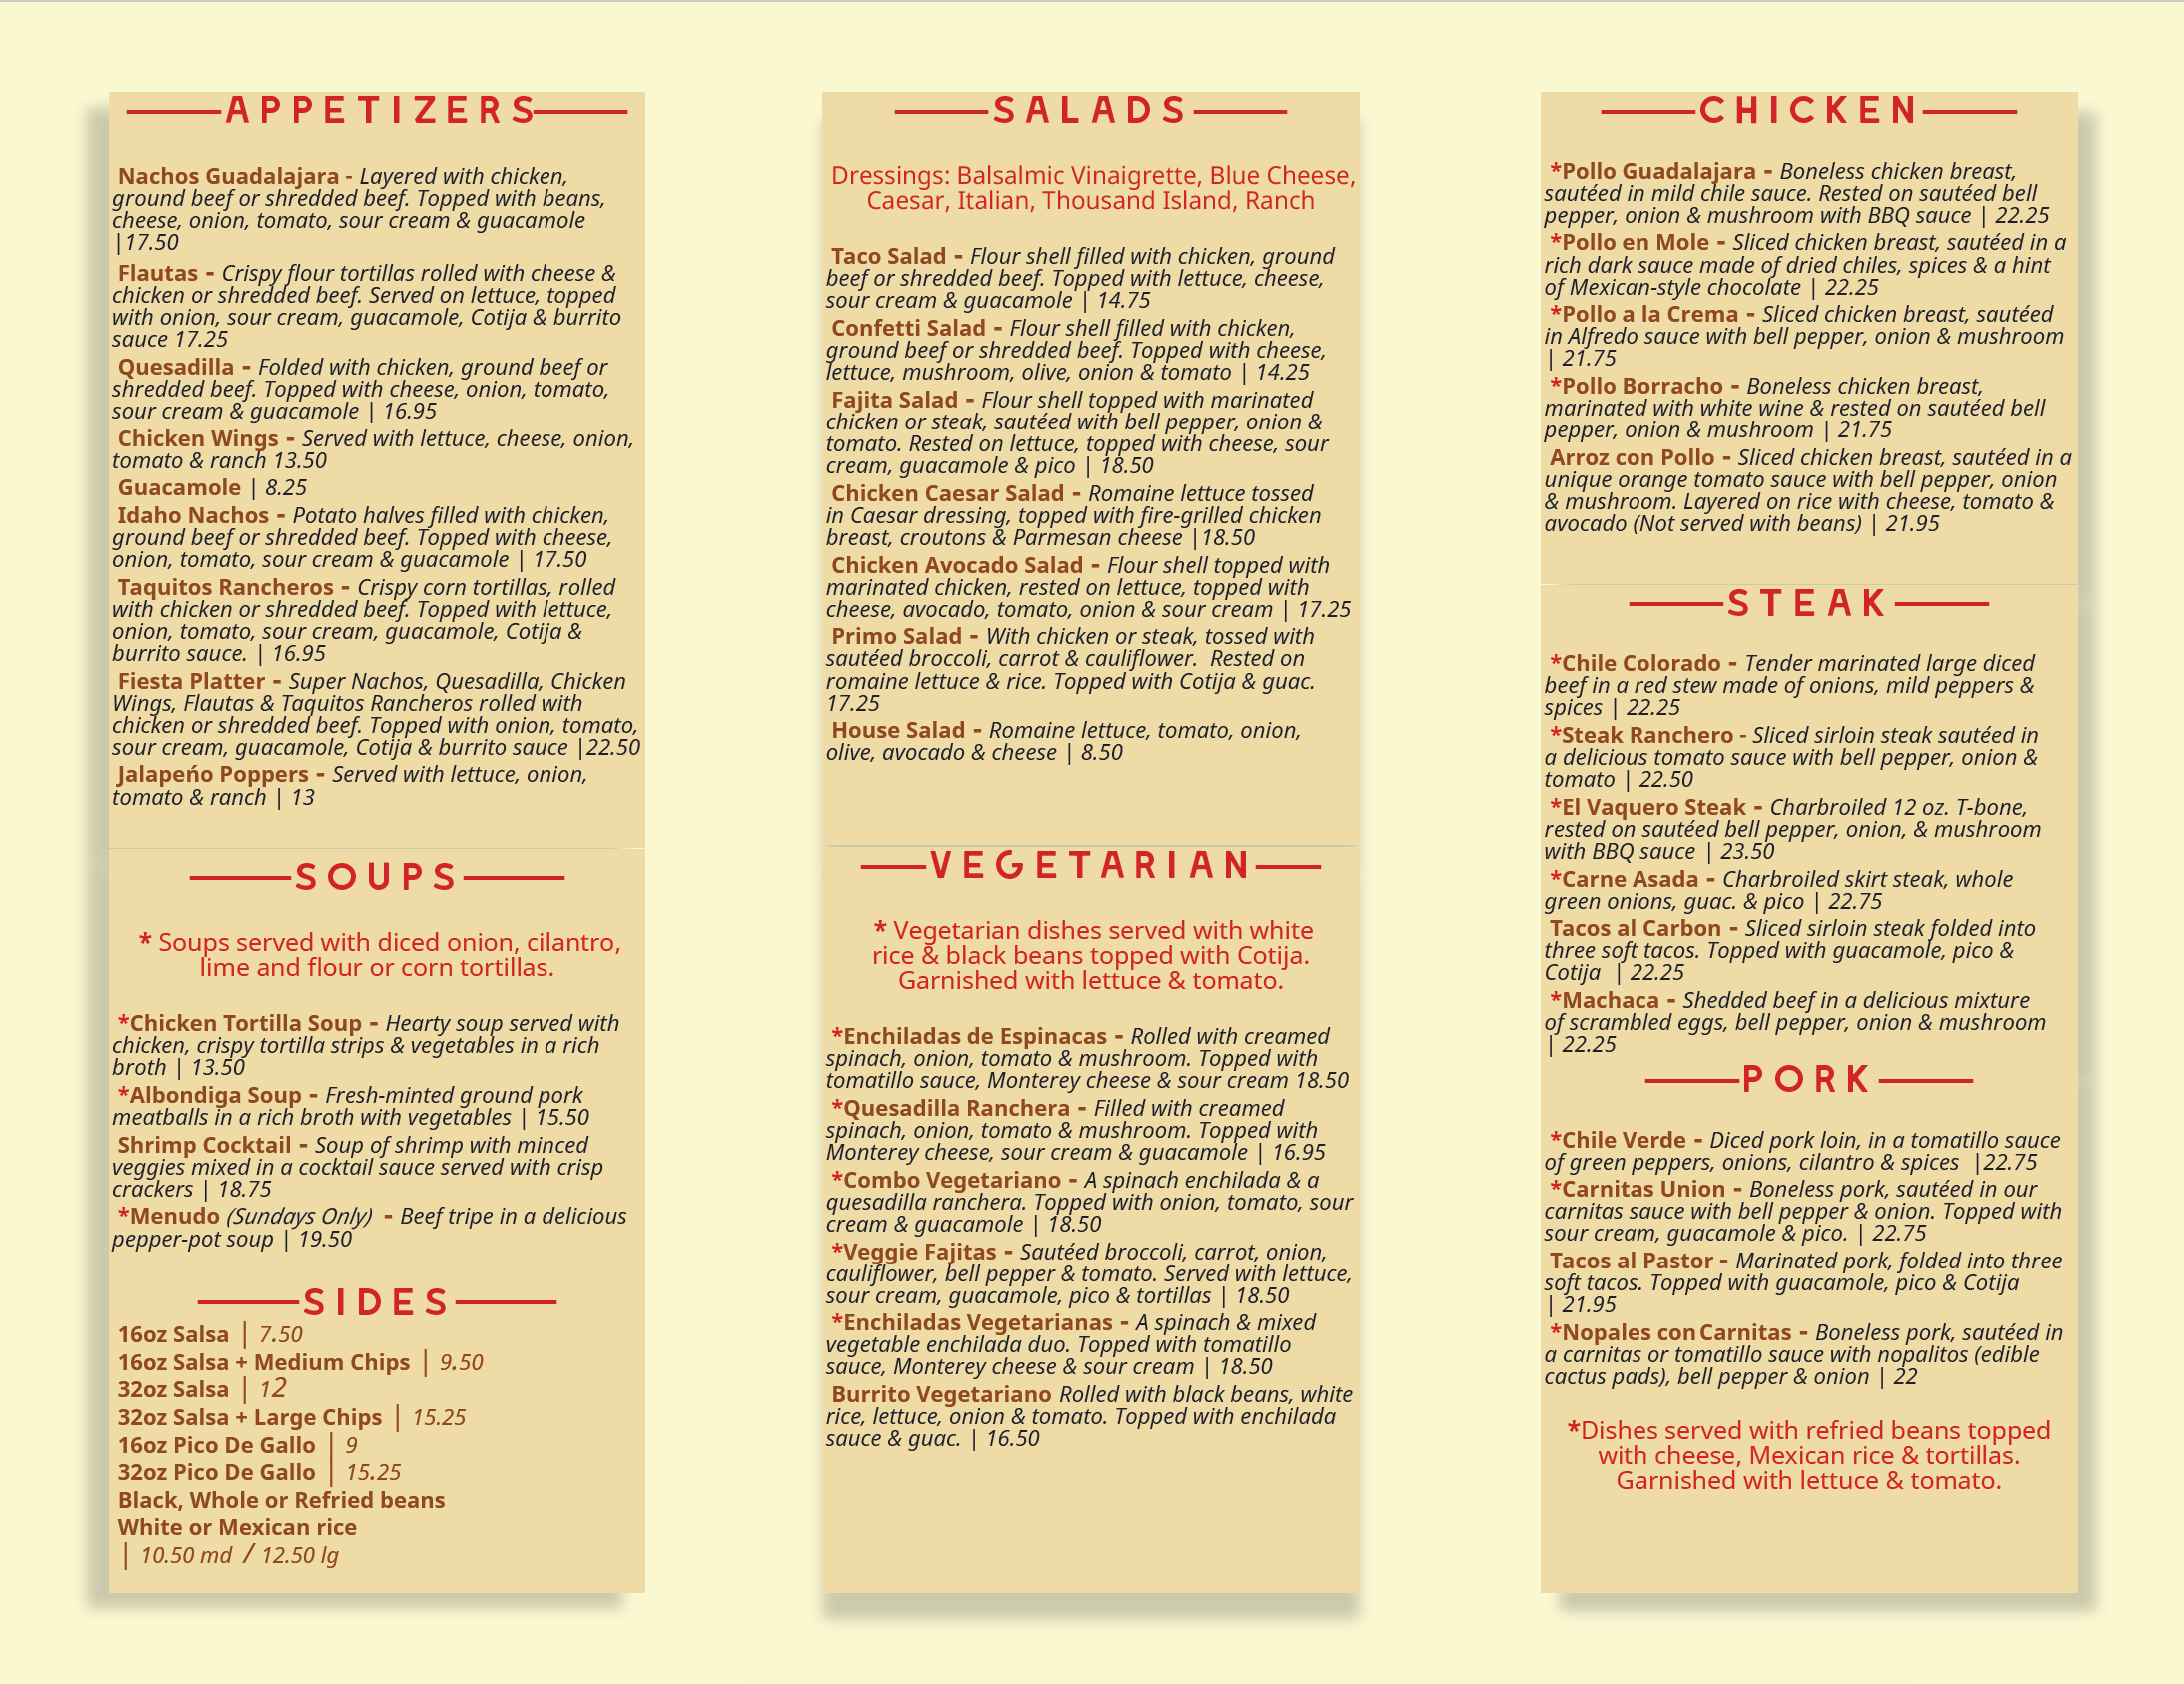 APPETIZERS
Nachos Guadalajara - Layered with chicken,
ground beef or shredded beef. Topped with beans,
cheese, onion, tomato, sour cream & guacamole
|17.50
Flautas - Crispy flour tortillas rolled with cheese &
chicken or shredded beef. Served on lettuce, topped
with onion, sour cream, guacamole, Cotija & burrito
sauce 17.25
Quesadilla - Folded with chicken, ground beef or
shredded beef. Topped with cheese, onion, tomato,
sour cream & guacamole | 16.95
Chicken Wings - Served with lettuce, cheese, onion,
tomato & ranch 13.50
Guacamole | 8.25
Idaho Nachos - Potato halves filled with chicken,
ground beef or shredded beef. Topped with cheese,
onion, tomato, sour cream & guacamole | 17.50
Taquitos Rancheros - Crispy corn tortillas, rolled
with chicken or shredded beef. Topped with lettuce,
onion, tomato, sour cream, guacamole, Cotija &
burrito sauce. | 16.95
Fiesta Platter - Super Nachos, Quesadilla, Chicken
Wings, Flautas & Taquitos Rancheros rolled with
chicken or shredded beef. Topped with onion, tomato,
sour cream, guacamole, Cotija & burrito sauce |22.50
Jalapeńo Poppers - Served with lettuce, onion,
tomato & ranch | 13
SOUPS
* Soups served with diced onion, cilantro,
lime and flour or corn tortillas.
*Chicken Tortilla Soup - Hearty soup served with
chicken, crispy tortilla strips & vegetables in a rich
broth | 13.50
*Albondiga Soup - Fresh-minted ground pork
meatballs in a rich broth with vegetables | 15.50
Shrimp Cocktail - Soup of shrimp with minced
veggies mixed in a cocktail sauce served with crisp
crackers | 18.75
*Menudo (Sundays Only) - Beef tripe in a delicious
pepper-pot soup | 19.50
SIDES
16oz Salsa | 7.50
16oz Salsa + Medium Chips | 9.50
32oz Salsa | 12
32oz Salsa + Large Chips | 15.25
16oz Pico De Gallo | 9
32oz Pico De Gallo | 15.25
Black, Whole or Refried beans
White or Mexican rice
| 10.50 md / 12.50 lg
SALADS
Dressings: Balsalmic Vinaigrette, Blue Cheese,
Caesar, Italian, Thousand Island, Ranch
Taco Salad - Flour shell filled with chicken, ground
beef or shredded beef. Topped with lettuce, cheese,
sour cream & guacamole | 14.75
Confetti Salad - Flour shell filled with chicken,
ground beef or shredded beef. Topped with cheese,
lettuce, mushroom, olive, onion & tomato | 14.25
Fajita Salad - Flour shell topped with marinated
chicken or steak, sautéed with bell pepper, onion &
tomato. Rested on lettuce, topped with cheese, sour
cream, guacamole & pico | 18.50
Chicken Caesar Salad - Romaine lettuce tossed
in Caesar dressing, topped with fire-grilled chicken
breast, croutons & Parmesan cheese |18.50
Chicken Avocado Salad - Flour shell topped with
marinated chicken, rested on lettuce, topped with
cheese, avocado, tomato, onion & sour cream | 17.25
Primo Salad - With chicken or steak, tossed with
sautéed broccoli, carrot & cauliflower. Rested on
romaine lettuce & rice. Topped with Cotija & guac.
17.25
House Salad - Romaine lettuce, tomato, onion,
olive, avocado & cheese | 8.50
VEGETARIAN
* Vegetarian dishes served with white
rice & black beans topped with Cotija.
Garnished with lettuce & tomato.
*Enchiladas de Espinacas - Rolled with creamed
spinach, onion, tomato & mushroom. Topped with
tomatillo sauce, Monterey cheese & sour cream 18.50
*Quesadilla Ranchera - Filled with creamed
spinach, onion, tomato & mushroom. Topped with
Monterey cheese, sour cream & guacamole | 16.95
*Combo Vegetariano - A spinach enchilada & a
quesadilla ranchera. Topped with onion, tomato, sour
cream & guacamole | 18.50
*Veggie Fajitas - Sautéed broccoli, carrot, onion,
cauliflower, bell pepper & tomato. Served with lettuce,
sour cream, guacamole, pico & tortillas | 18.50
*Enchiladas Vegetarianas - A spinach & mixed
vegetable enchilada duo. Topped with tomatillo
sauce, Monterey cheese & sour cream | 18.50
Burrito Vegetariano Rolled with black beans, white
rice, lettuce, onion & tomato. Topped with enchilada
sauce & guac. | 16.50
CHICKEN
*Pollo Guadalajara - Boneless chicken breast,
sautéed in mild chile sauce. Rested on sautéed bell
pepper, onion & mushroom with BBQ sauce | 22.25
*Pollo en Mole - Sliced chicken breast, sautéed in a
rich dark sauce made of dried chiles, spices & a hint
of Mexican-style chocolate | 22.25
*Pollo a la Crema - Sliced chicken breast, sautéed
in Alfredo sauce with bell pepper, onion & mushroom
| 21.75
*Pollo Borracho - Boneless chicken breast,
marinated with white wine & rested on sautéed bell
pepper, onion & mushroom | 21.75
Arroz con Pollo - Sliced chicken breast, sautéed in a
unique orange tomato sauce with bell pepper, onion
& mushroom. Layered on rice with cheese, tomato &
avocado (Not served with beans) | 21.95
STEAK
*Chile Colorado - Tender marinated large diced
beef in a red stew made of onions, mild peppers &
spices | 22.25
*Steak Ranchero - Sliced sirloin steak sautéed in
a delicious tomato sauce with bell pepper, onion &
tomato | 22.50
*El Vaquero Steak - Charbroiled 12 oz. T-bone,
rested on sautéed bell pepper, onion, & mushroom
with BBQ sauce | 23.50
*Carne Asada - Charbroiled skirt steak, whole
green onions, guac. & pico | 22.75
Tacos al Carbon - Sliced sirloin steak folded into
three soft tacos. Topped with guacamole, pico &
Cotija | 22.25
*Machaca - Shedded beef in a delicious mixture
of scrambled eggs, bell pepper, onion & mushroom
| 22.25
PORK
*Chile Verde - Diced pork loin, in a tomatillo sauce
of green peppers, onions, cilantro & spices |22.75
*Carnitas Union - Boneless pork, sautéed in our
carnitas sauce with bell pepper & onion. Topped with
sour cream, guacamole & pico. | 22.75
Tacos al Pastor - Marinated pork, folded into three
soft tacos. Topped with guacamole, pico & Cotija
| 21.95
*Nopales con Carnitas - Boneless pork, sautéed in
a carnitas or tomatillo sauce with nopalitos (edible
cactus pads), bell pepper & onion | 22
*Dishes served with refried beans topped
with cheese, Mexican rice & tortillas.
Garnished with lettuce & tomato.